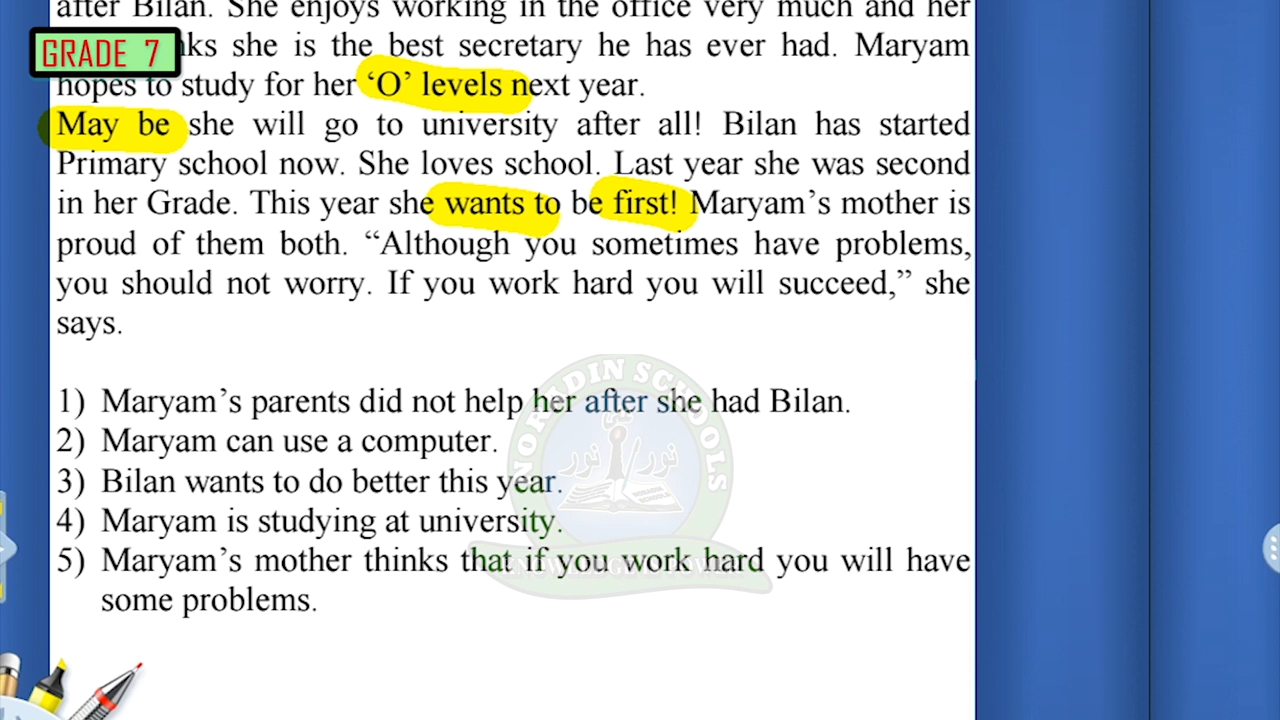 after Bilan. She enjoys working in the office very much and her
GRADE 7
she is the best secretary he has ever had. Maryam
hopes to study for her ‘O’ levels next year.
May be she will go to university after all! Bilan has started
Primary school now. She loves school. Last year she was second
in her Grade. This year she wants to be first! Maryam’s mother is
proud of them both. “Although you sometimes have problems,
you should not worry. If you work hard you will succeed,” she
says.
1) Maryam’s parents did not help her after she had Bilan.
2) Maryam can use a computer.
3) Bilan wants to do better this year.
4) Maryam is studying at university.
5) Maryam’s mother thinks that if you work hard you will have
some problems.
NORADIN SCHOOLS
نور نور